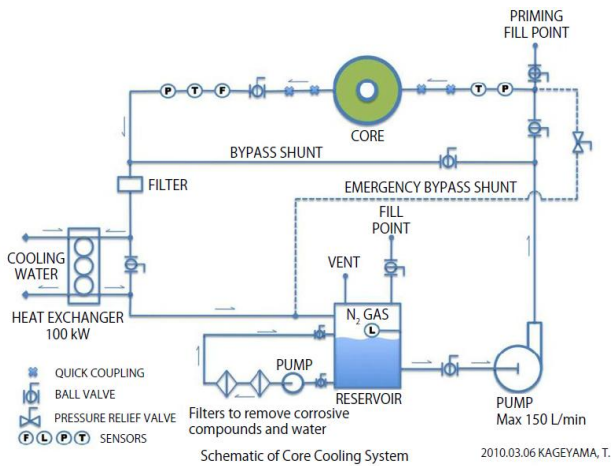 PRIMING
FILL POINT
P T F
T P
CORE
BYPASS SHUNT
FILTER
EMERGENCY BYPASS SHUNT
FILL
POINT
COOLING
WATER
VENT
HEAT EXCHANGER
100 kW
N2 GAS
L
PUMP
RESERVOIR
QUICK COUPLING
BALL VALVE
PRESSURE RELIEF VALVE
F L P T SENSORS
Filters to remove corrosive
compounds and water
PUMP
Max 150 L/min
Schematic of Core Cooling System
2010.03.06 KAGEYAMA, T.